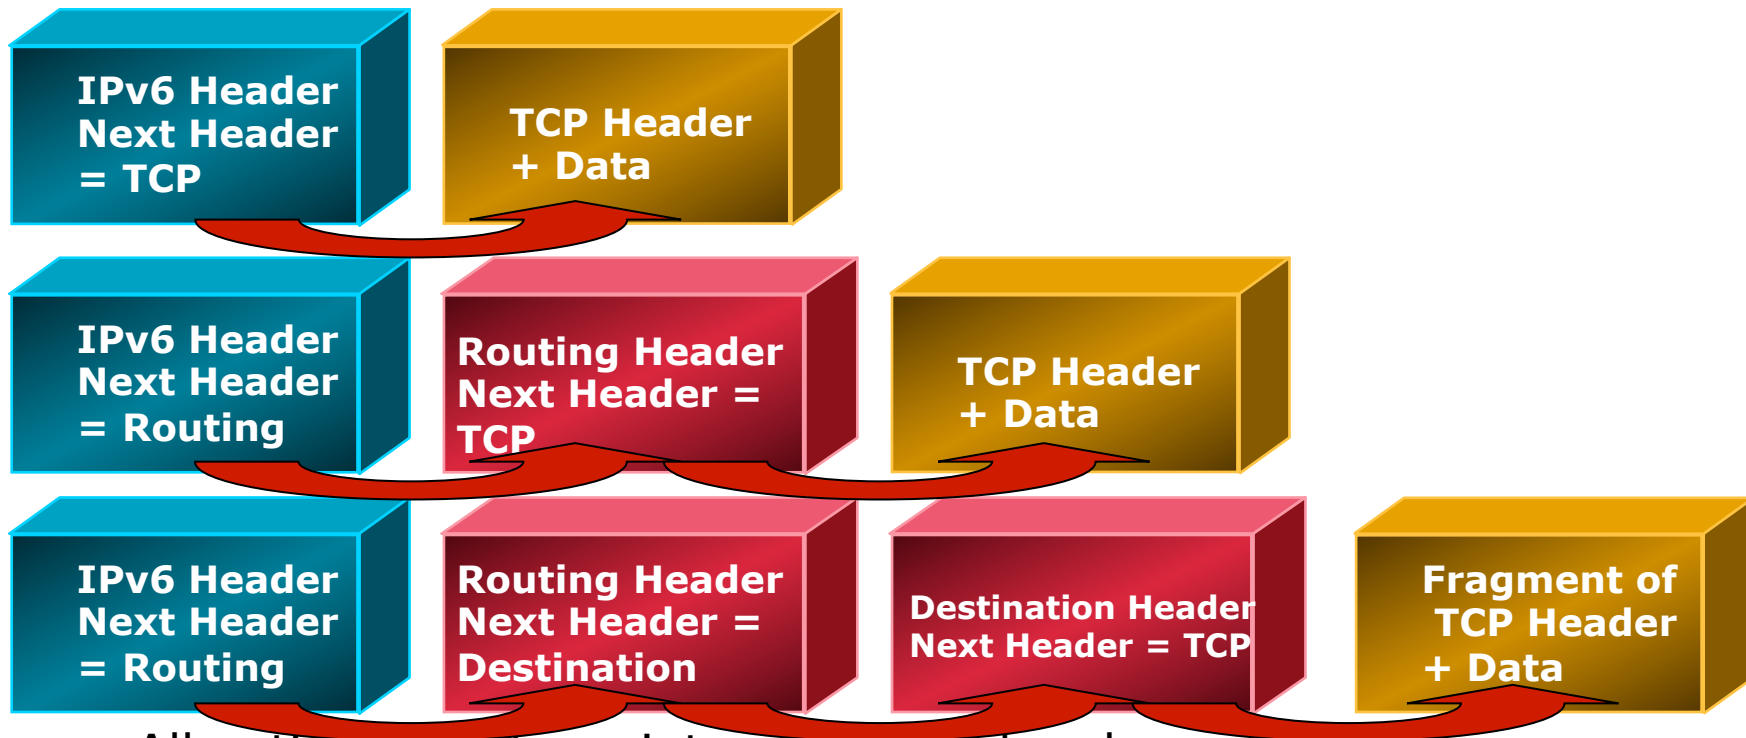 IPv6 Header
Next Header
= TCP
TCP Header
+ Data
IPv6 Header
Next Header
= Routing
Routing Header
Next Header =
TCP
TCP Header
+ Data
IPv6 Header
Next Header
= Routing
Routing Header
Next Header =
Destination
Destination Header
Next Header = TCP
Fragment of
TCP Header
+ Data